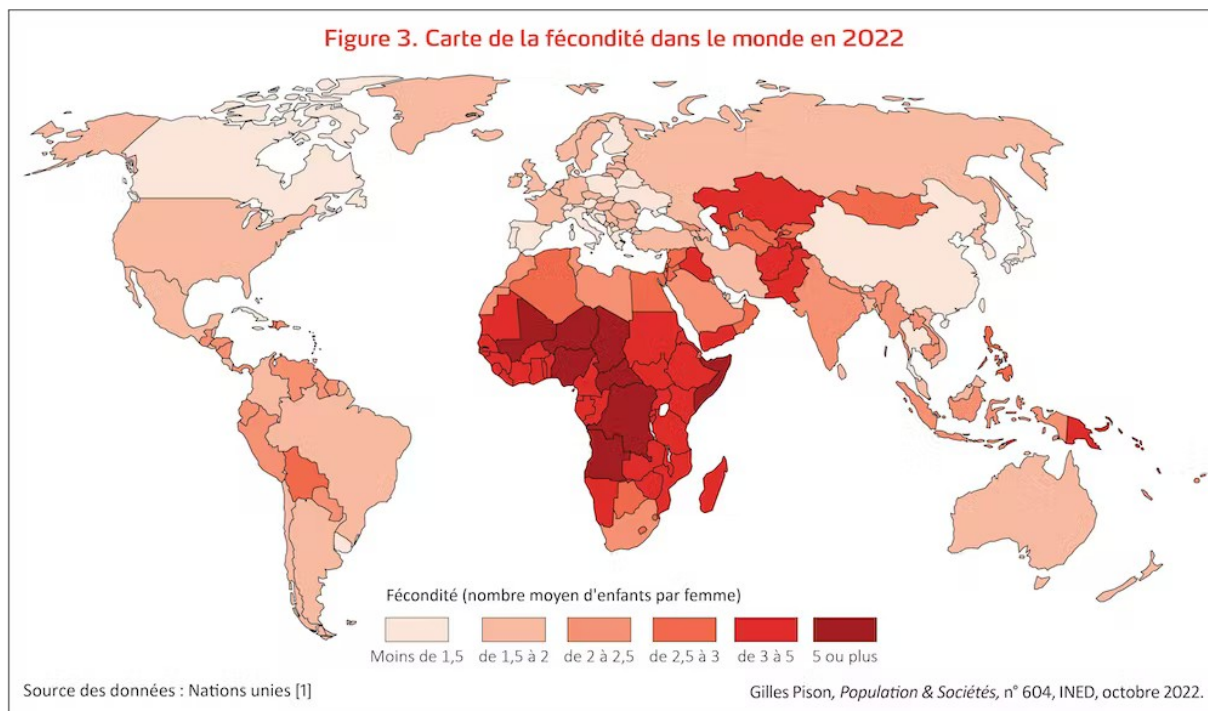 Figure 3. Carte de la fécondité dans le monde en 2022
Fécondité (nombre moyen d'enfants par femme)
Moins de 1,5
de 1,5 à 2
de 2 à 2,5
de 2,5 à 3
de 3 à 5
5 ou plus
Source des données : Nations unies [1]
Gilles Pison, Population & Sociétés, n° 604, INED, octobre 2022.